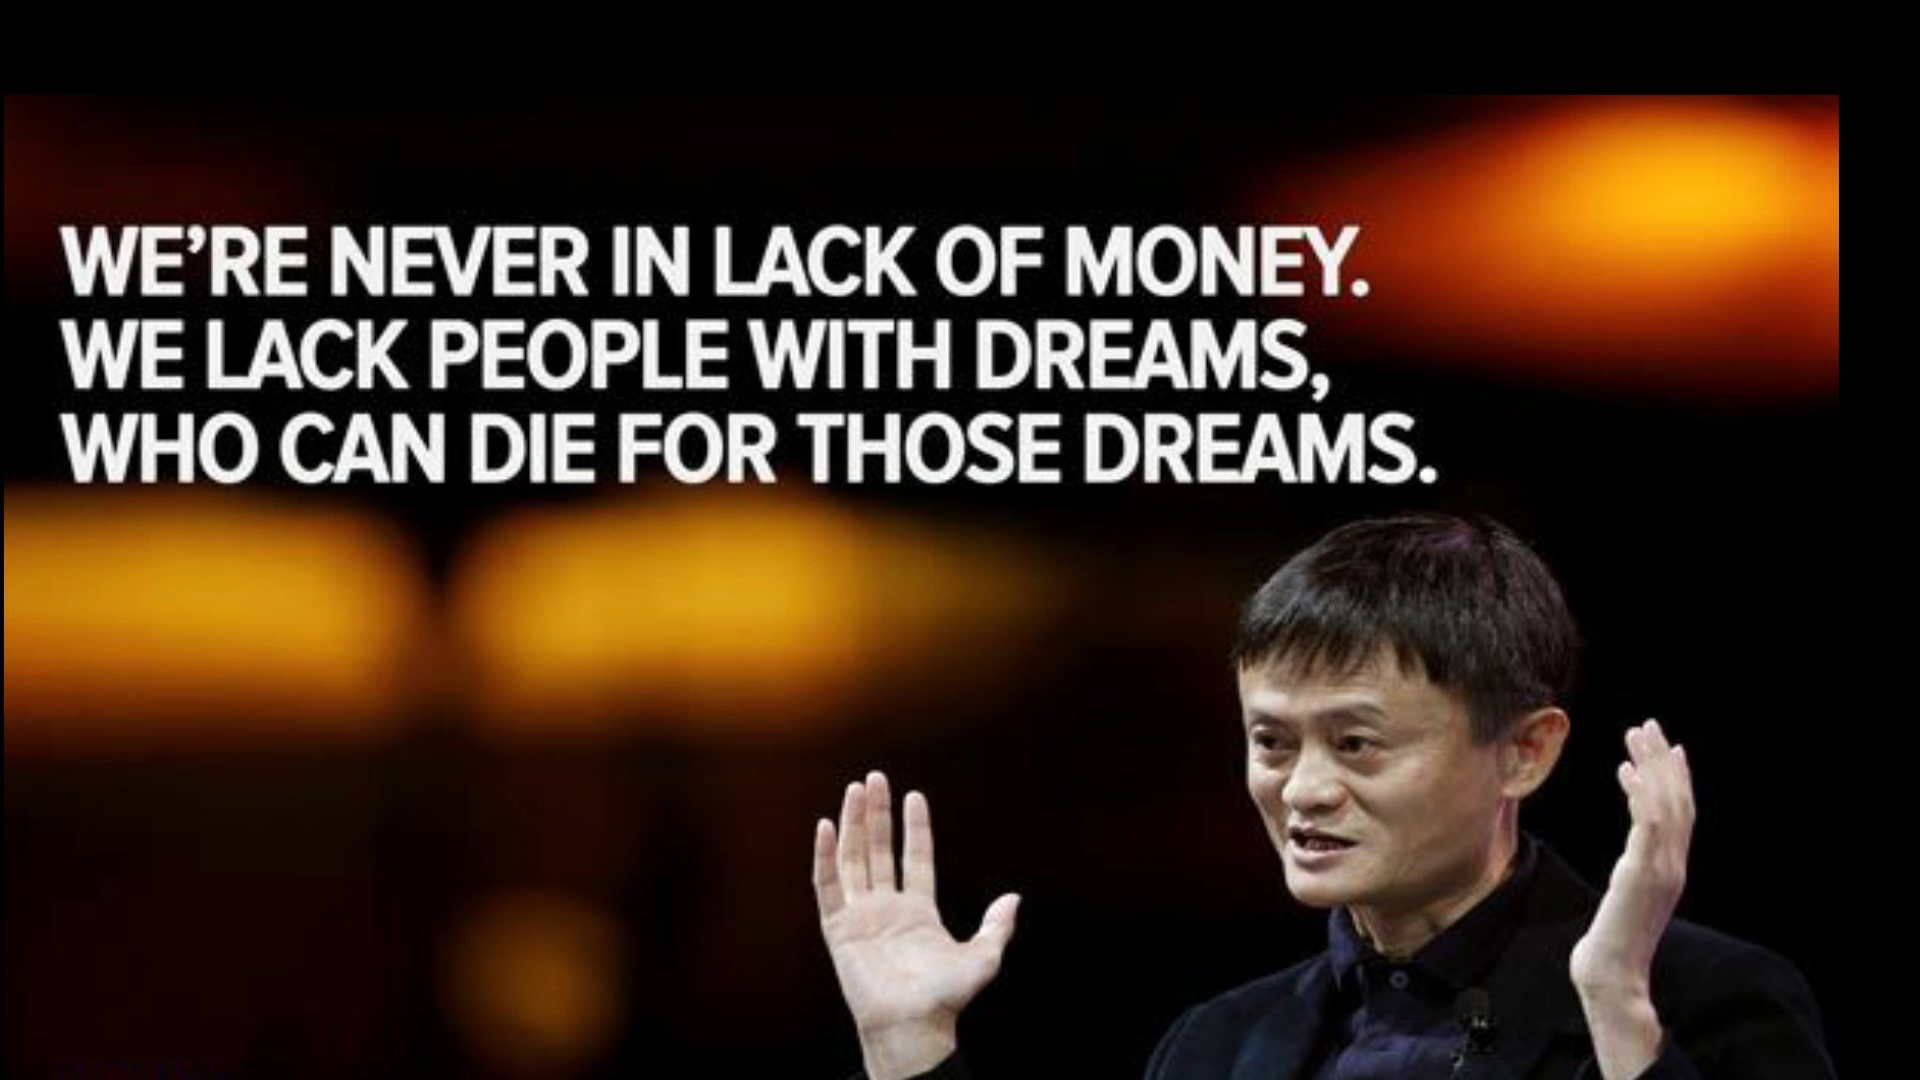 WE’RE NEVER IN LACK OF MONEY.
WE LACK PEOPLE WITH DREAMS,
WHO CAN DIE FOR THOSE DREAMS.